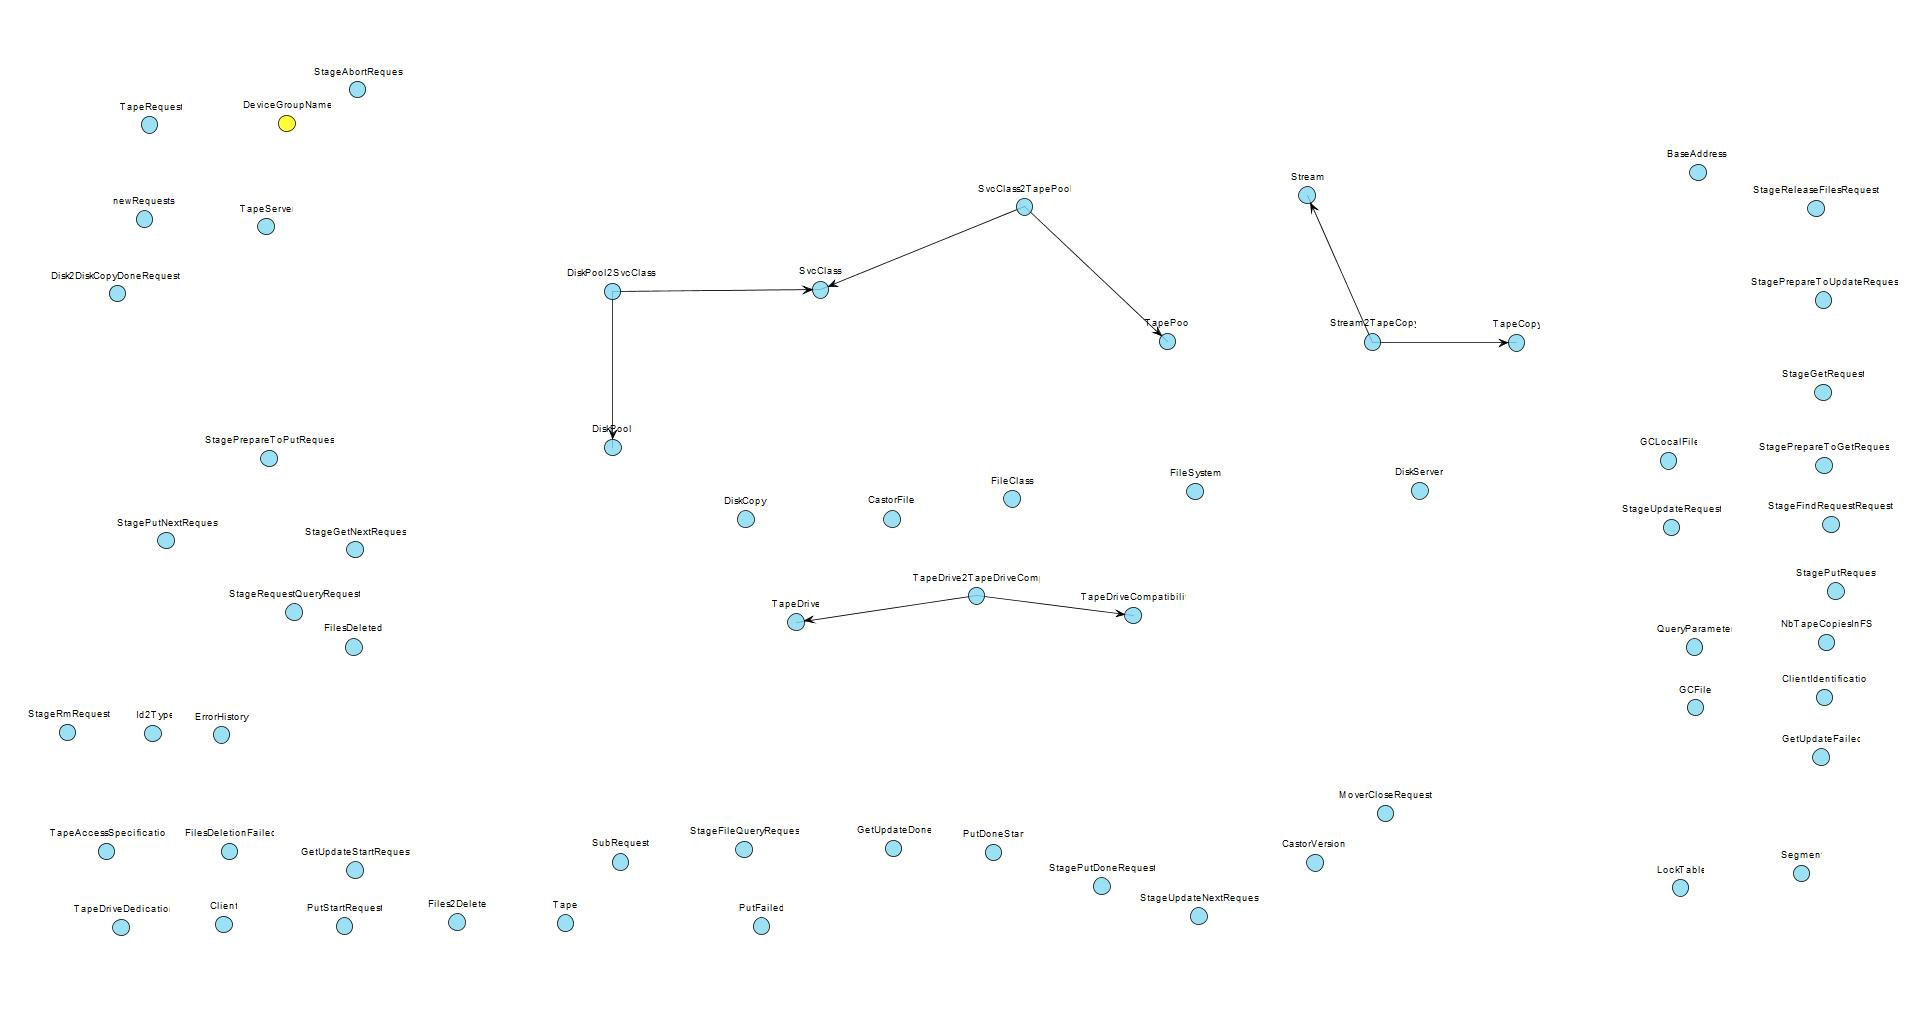 StageAbortReques
DeviceGroupName
TapeRequest
BaseAddress
Stream
SvcClass2TapePool
StageReleaseFilesRequest
newRequests
TapeServer
DiskPool2SvcClass
SvcClass
Disk2DiskCopyDoneRequest
StagePrepareToUpdateReques
TapePoo
Stream2TapeCopy
TapeCopy
StageGetRequest
DiskPool
StagePrepareToPutReques
GCLocalFile
StagePrepareToGetReques
FileSystem
DiskServer
FileClass
DiskCopy
CastorFile
StageUpdateRequest
StageFindRequestRequest
StagePutNextReques
StageGetNextReques
StagePutReques
TapeDrive2TapeDriveComp
StageRequestQueryRequest
TapeDrive
TapeDriveCompatibili
FilesDeleted
QueryParameter
NbTapeCopiesInFS
ClientIdentificatio
GCFile
StageRmRequest
Id2Type
ErrorHistory
GetUpdateFailed
MoverCloseRequest
TapeAccessSpecificatio
FilesDeletionFailed
StageFileQueryReques
GetUpdateDone
PutDoneStar
SubRequest
CastorVersion
GetUpdateStartReques
StagePutDoneRequest
LockTable
Segment
StageUpdateNextReques
TapeDriveDedicatio
Client
PutStartRequest
Files2Delete
Tape
PutFailed